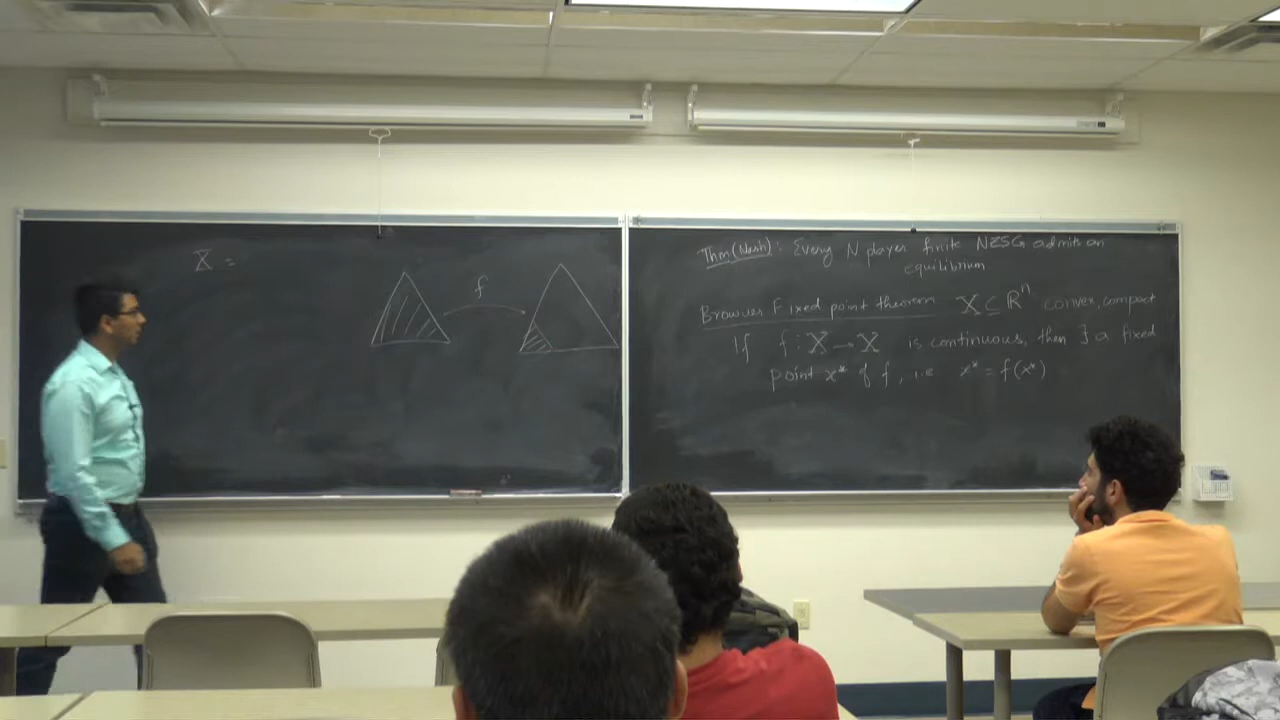 X =
f
Thm (Nash) : Every N player finite NZSG admits an
equilibrium
Brower Fixed point theorem X ⊆ ℝⁿ convex, compact
If f : X → X is continuous, then ∃ a fixed
point x* of f, i.e x* = f(x*)